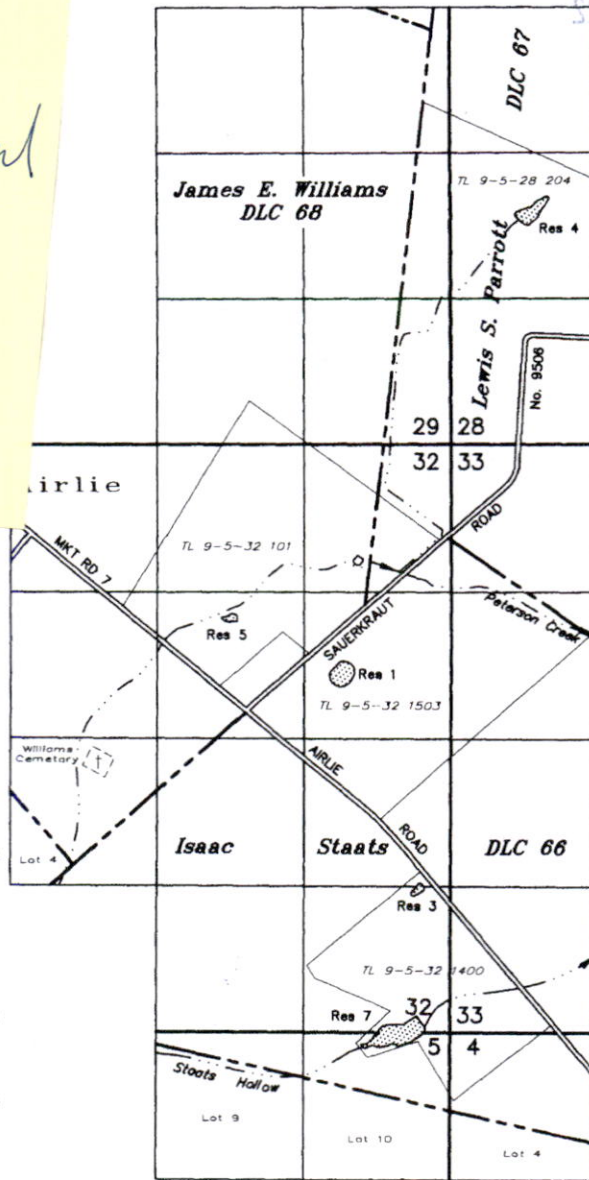 DLC 67
James E. Williams
DLC 68
TL 9-5-28 204
Res 4
Lewis S. Parrott
No. 9506
29 28
32 33
irlie
MKT RD 7
TL 9-5-32 101
ROAD
SAUERKRAUT
Peterson Creek
Res 5
Res 1
TL 9-5-32 1503
Williams
Cemetary
AIRLIE
ROAD
Lot 4
Isaac Staats DLC 66
Res 3
TL 9-5-32 1400
Res 7
32 33
5 4
Staats Hollow
Lot 9
Lot 10
Lot 4